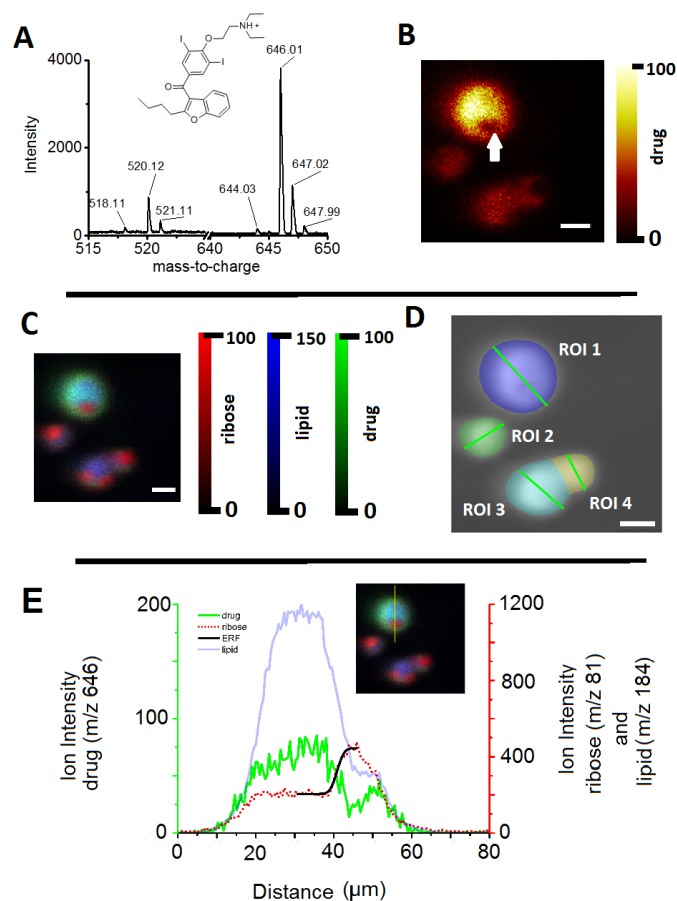 A
I
O
NH+
I
O
O
646.01
4000
2000
0
Intensity
520.12
518.11
521.11
644.03
647.02
647.99
515
520
640
645
650
mass-to-charge
B
100
drug
0
C
100
ribose
0
150
lipid
0
100
drug
0
D
ROI 1
ROI 2
ROI 3
ROI 4
E
200
100
0
Ion Intensity
drug (m/z 646)
drug
ribose
ERF
lipid
1200
800
400
0
Ion Intensity
ribose (m/z 81)
and
lipid (m/z 184)
0
20
40
60
80
Distance (µm)